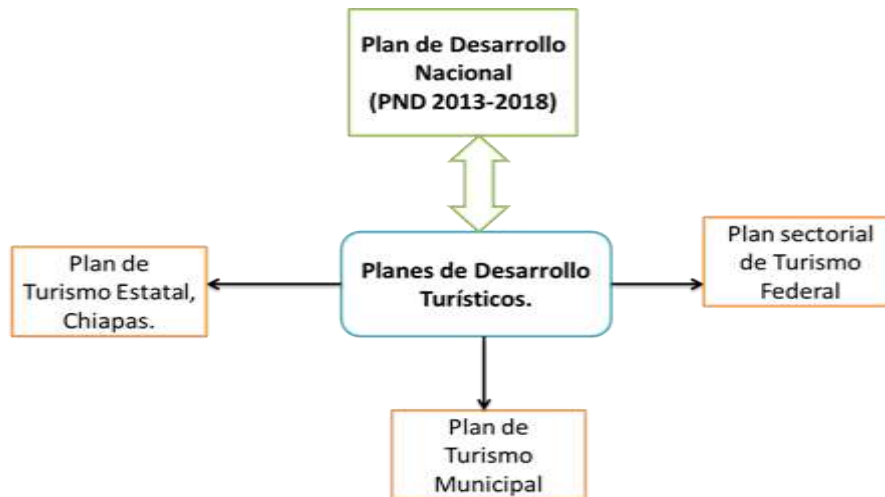 Plan de Desarrollo
Nacional
(PND 2013-2018)
Plan de
Turismo Estatal,
Chiapas.
Planes de Desarrollo
Turísticos.
Plan sectorial
de Turismo
Federal
Plan de
Turismo
Municipal